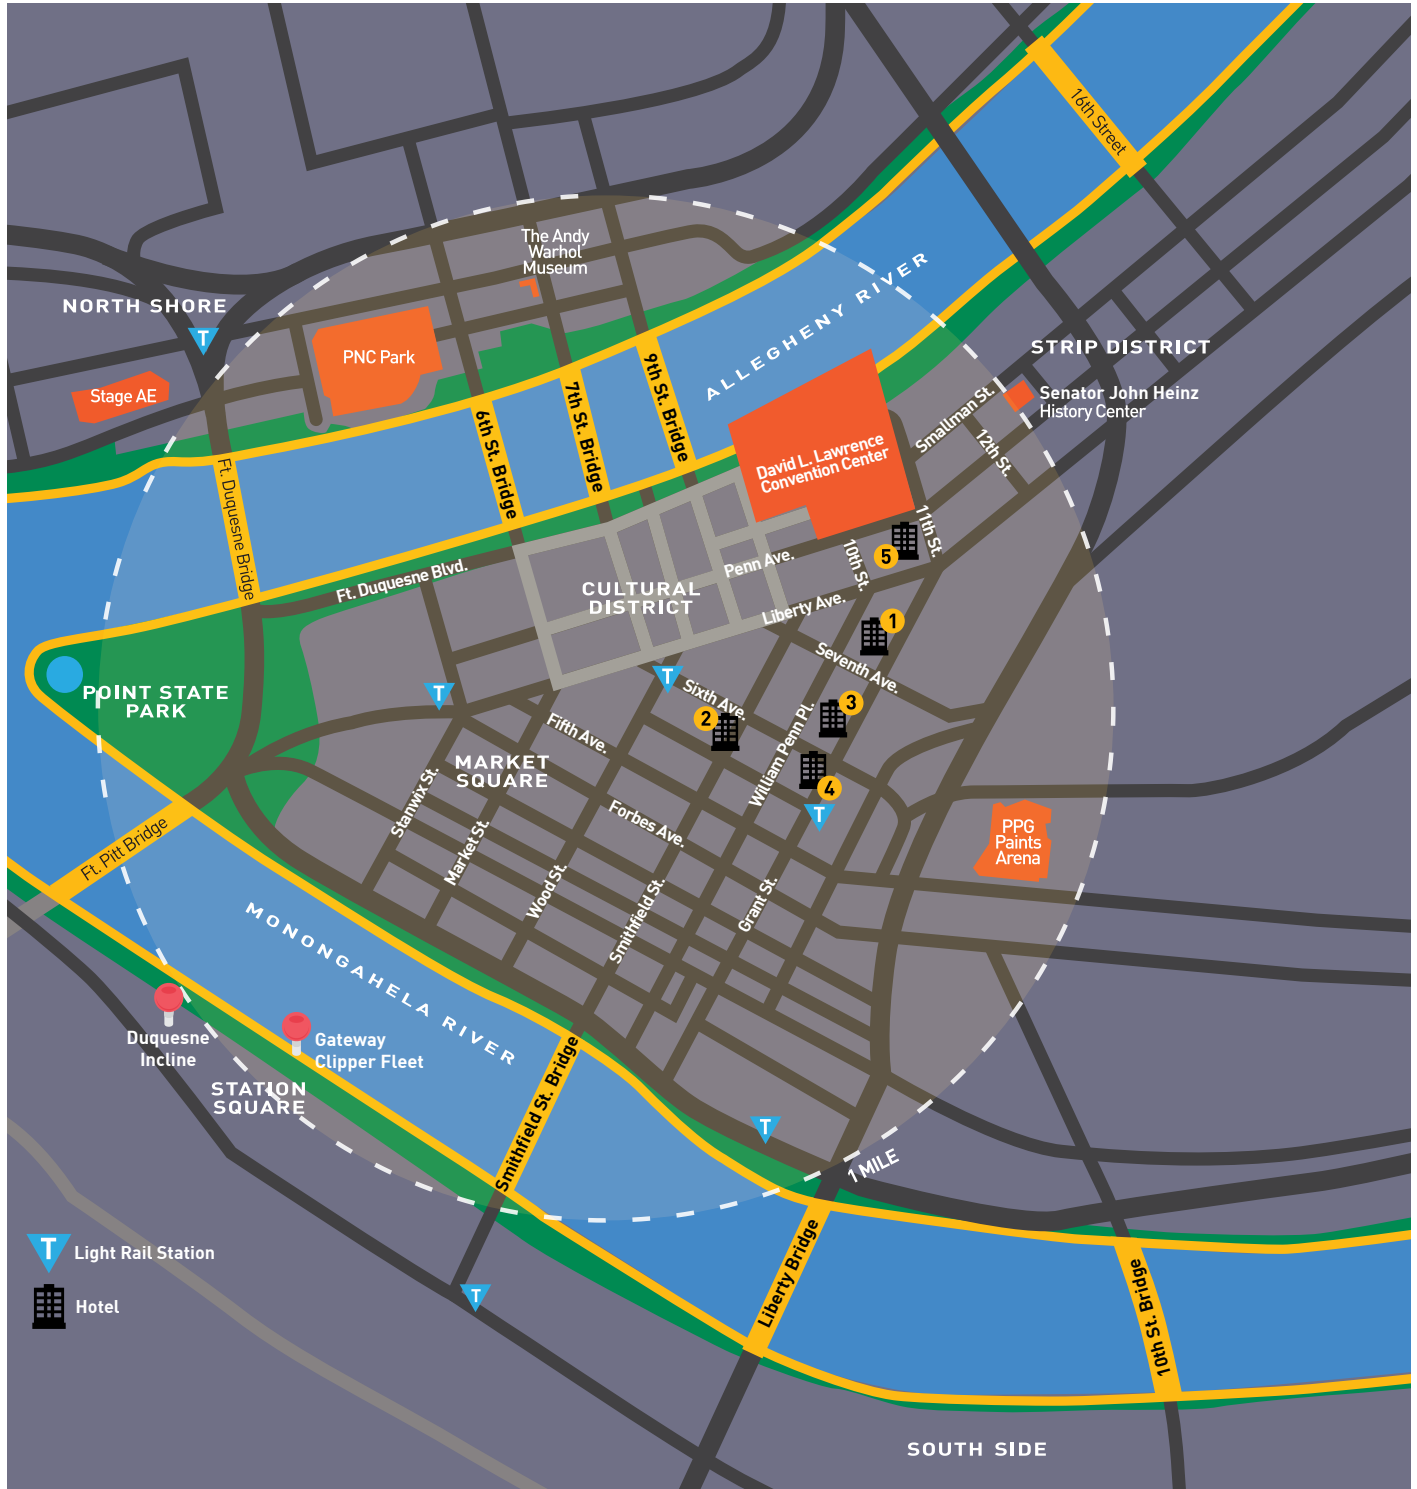 16th Street
The Andy
Warhol
Museum
ALLEGHENY RIVER
NORTH SHORE
T
PNC Park
Stage AE
STRIP DISTRICT
Senator John Heinz
History Center
Smallman St.
12th St.
9th St. Bridge
7th St. Bridge
6th St. Bridge
David L. Lawrence
Convention Center
Ft. Duquesne Bridge
11th St.
5
10th St.
Penn Ave.
Ft. Duquesne Blvd.
CULTURAL
DISTRICT
Liberty Ave.
1
Seventh Ave.
T
T
Sixth Ave.
POINT STATE
PARK
2
3
William Penn Pl.
Fifth Ave.
MARKET
SQUARE
4
T
Stanwix St.
Forbes Ave.
Market St.
Wood St.
Smithfield St.
Grant St.
PPG
Paints
Arena
Ft. Pitt Bridge
MONONGAHELA RIVER
Duquesne
Incline
Gateway
Clipper Fleet
STATION
SQUARE
Smithfield St. Bridge
T
1 MILE
T
Light Rail Station
Hotel
T
Liberty Bridge
10th St. Bridge
SOUTH SIDE